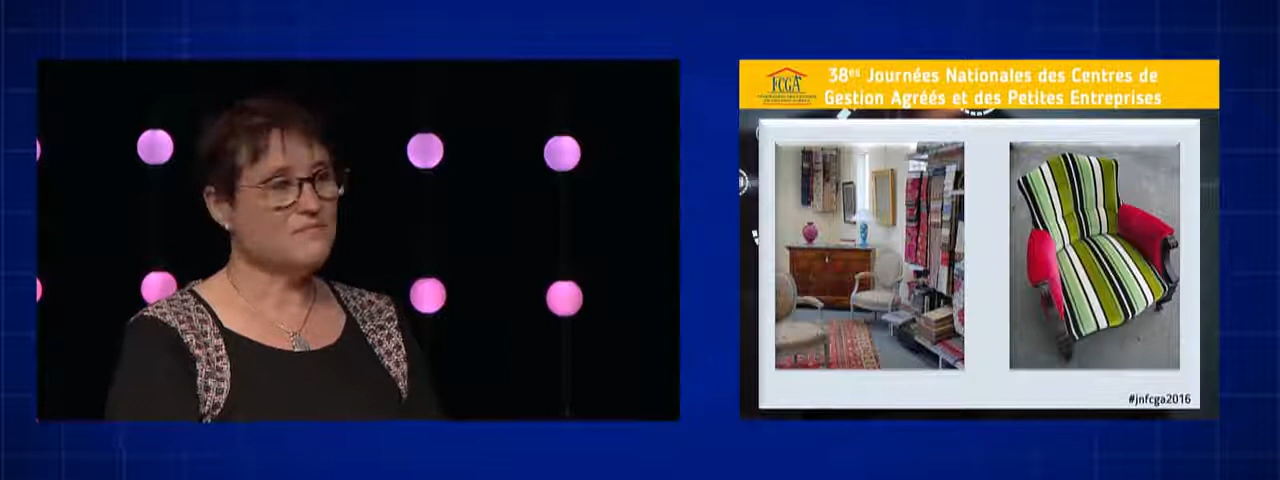 38es Journées Nationales des Centres de
Gestion Agréés et des Petites Entreprises
FCGA
#jnfcga2016